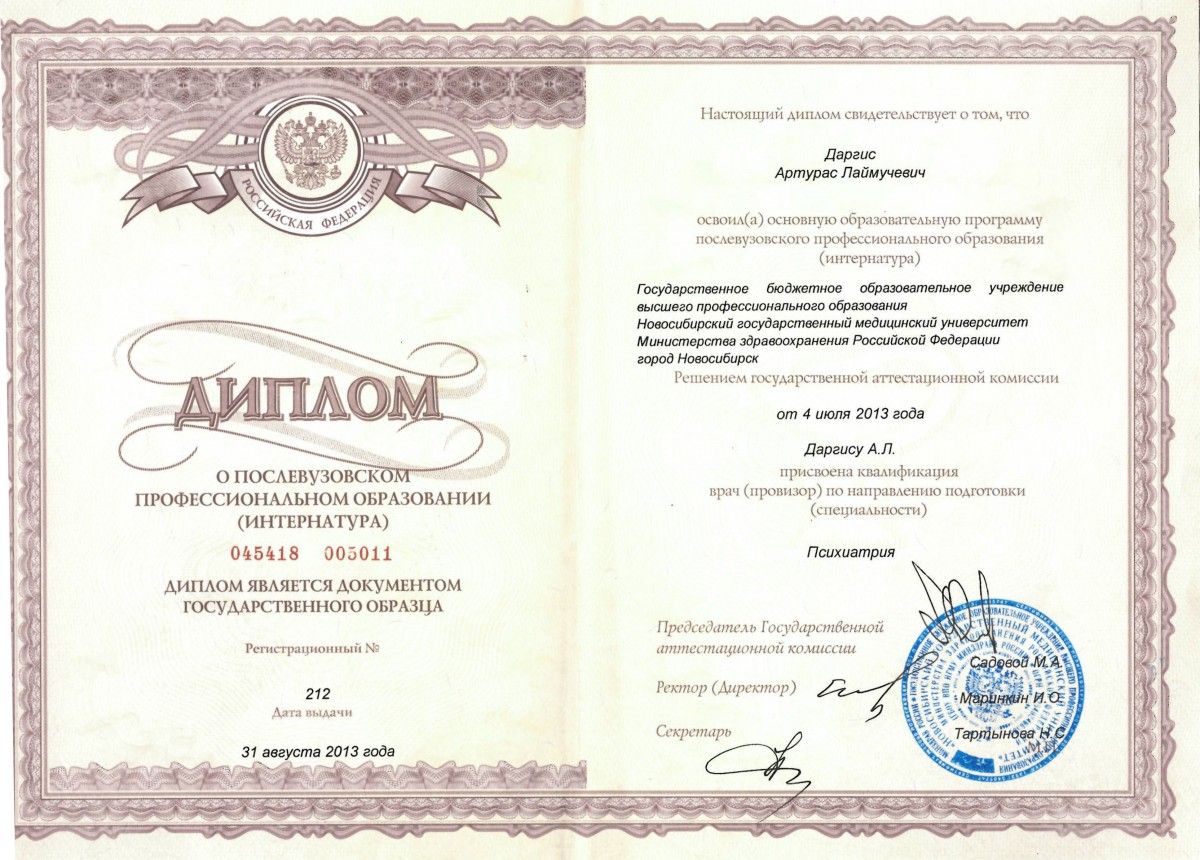 РОССИЙСКАЯ ФЕДЕРАЦИЯ
ДИПЛОМ
О ПОСЛЕВУЗОВСКОМ
ПРОФЕССИОНАЛЬНОМ ОБРАЗОВАНИИ
(ИНТЕРНАТУРА)
045418 005011
ДИПЛОМ ЯВЛЯЕТСЯ ДОКУМЕНТОМ
ГОСУДАРСТВЕННОГО ОБРАЗЦА
Регистрационный №
212
Дата выдачи
31 августа 2013 года
Настоящий диплом свидетельствует о том, что
Даргис
Артурас Лаймучевич
освоил(а) основную образовательную программу
послевузовского профессионального образования
(интернатура)
Государственное бюджетное образовательное учреждение
высшего профессионального образования
Новосибирский государственный медицинский университет
Министерства здравоохранения Российской Федерации
город Новосибирск
Решением государственной аттестационной комиссии
от 4 июля 2013 года
Даргису А.Л.
присвоена квалификация
врач (провизор) по направлению подготовки
(специальности)
Психиатрия
Председатель Государственной
аттестационной комиссии
Садовой М.А.
Ректор (Директор)
Маринкин И.О.
Секретарь
Тартынова Н.С.